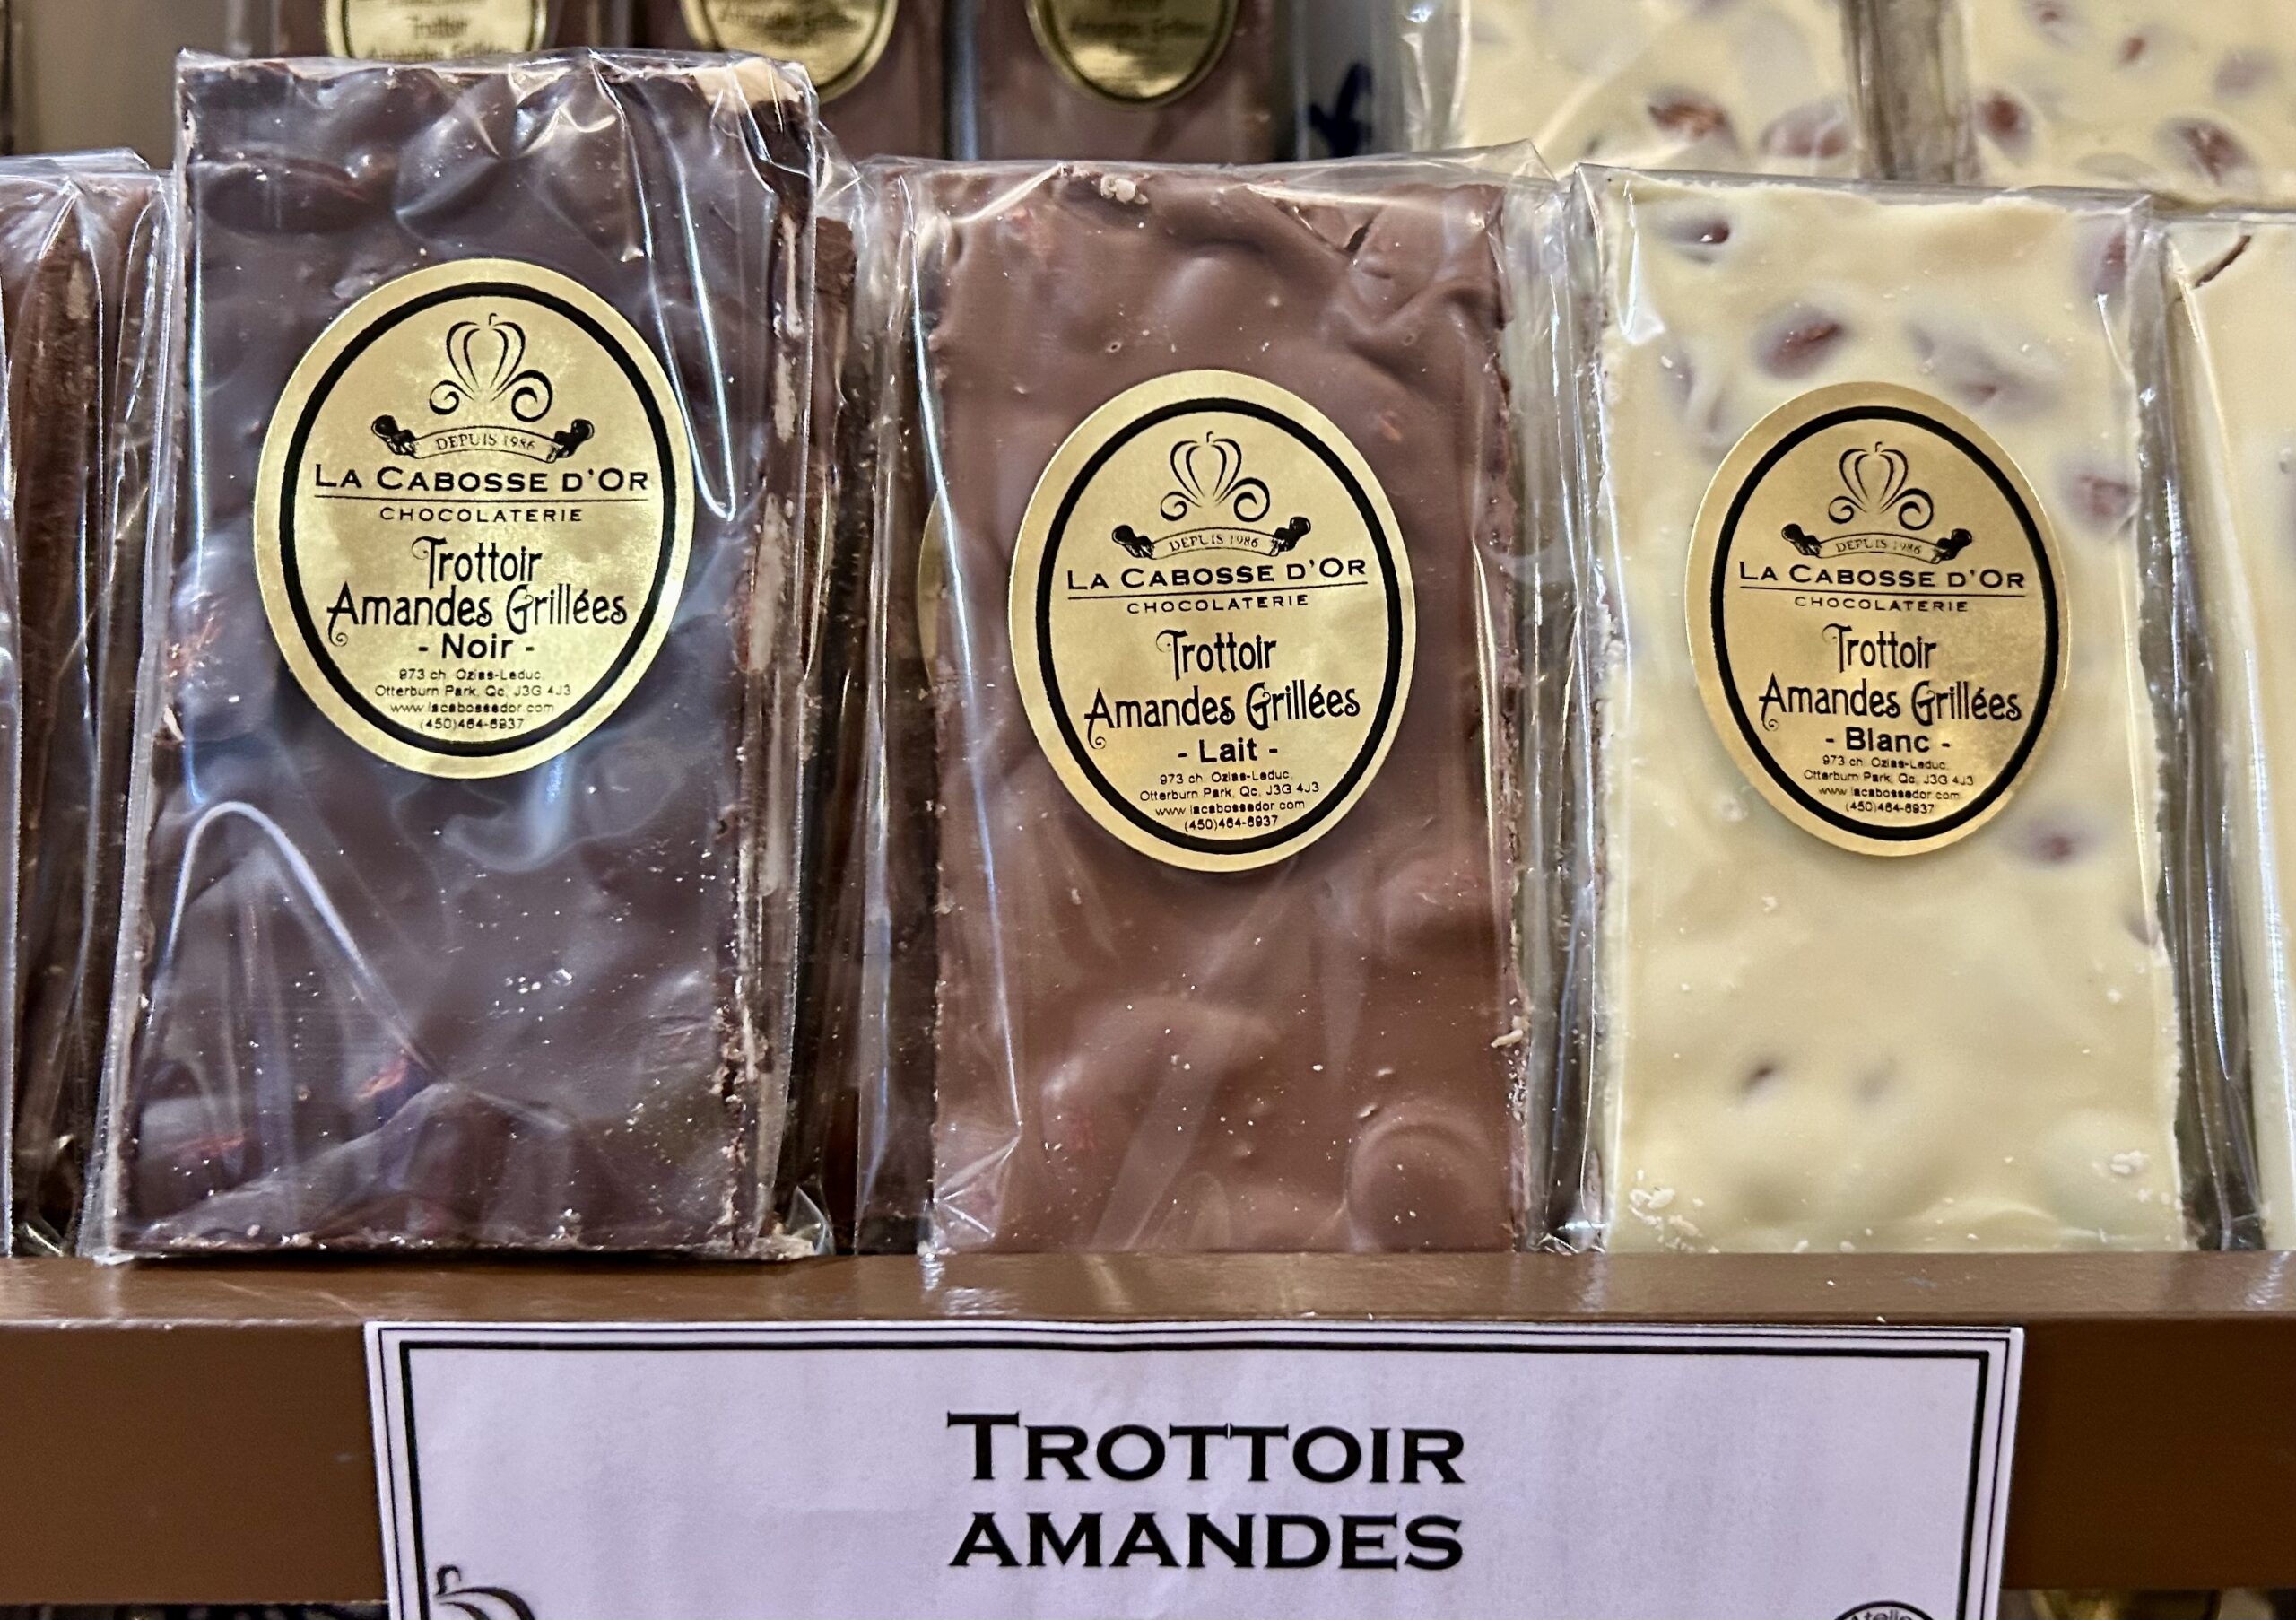 Trottoir
Amandes Grillées
DEPUIS 1986
LA CABOSSE D'OR
CHOCOLATERIE
Trottoir
Amandes Grillées
- Noir -
973 ch. Ozias-Leduc,
Otterburn Park, Qc, J3G 4J3
www.lacabossedor.com
(450)464-6937
DEPUIS 1986
LA CABOSSE D'OR
CHOCOLATERIE
Trottoir
Amandes Grillées
- Lait -
973 ch. Ozias-Leduc,
Otterburn Park, Qc, J3G 4J3
www.lacabossedor.com
(450)464-6937
DEPUIS 1986
LA CABOSSE D'OR
CHOCOLATERIE
Trottoir
Amandes Grillées
- Blanc -
973 ch. Ozias-Leduc,
Otterburn Park, Qc, J3G 4J3
www.lacabossedor.com
(450)464-6937
TROTTOIR
AMANDES